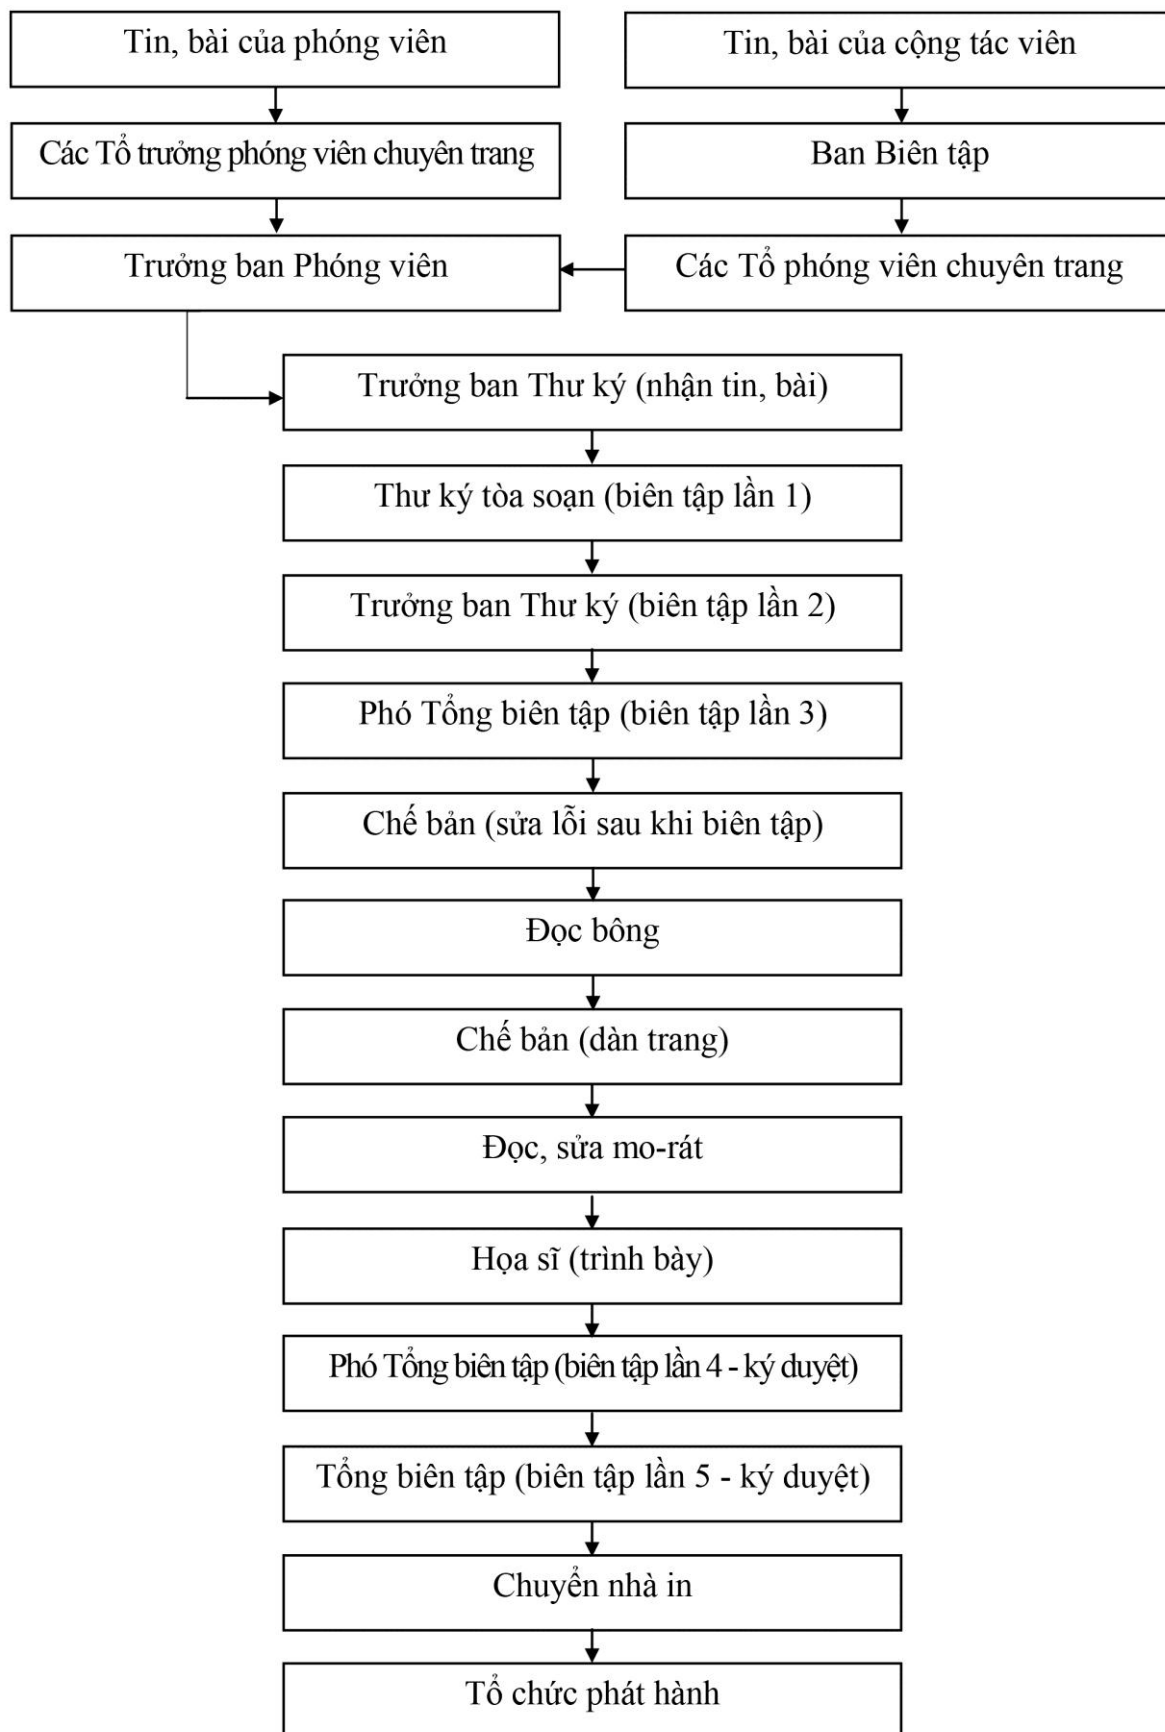 Tin, bài của phóng viên
Tin, bài của cộng tác viên
Các Tổ trưởng phóng viên chuyên trang
Ban Biên tập
Trưởng ban Phóng viên
Các Tổ phóng viên chuyên trang
Trưởng ban Thư ký (nhận tin, bài)
Thư ký tòa soạn (biên tập lần 1)
Trưởng ban Thư ký (biên tập lần 2)
Phó Tổng biên tập (biên tập lần 3)
Chế bản (sửa lỗi sau khi biên tập)
Đọc bông
Chế bản (dàn trang)
Đọc, sửa mo-rát
Họa sĩ (trình bày)
Phó Tổng biên tập (biên tập lần 4 - ký duyệt)
Tổng biên tập (biên tập lần 5 - ký duyệt)
Chuyển nhà in
Tổ chức phát hành